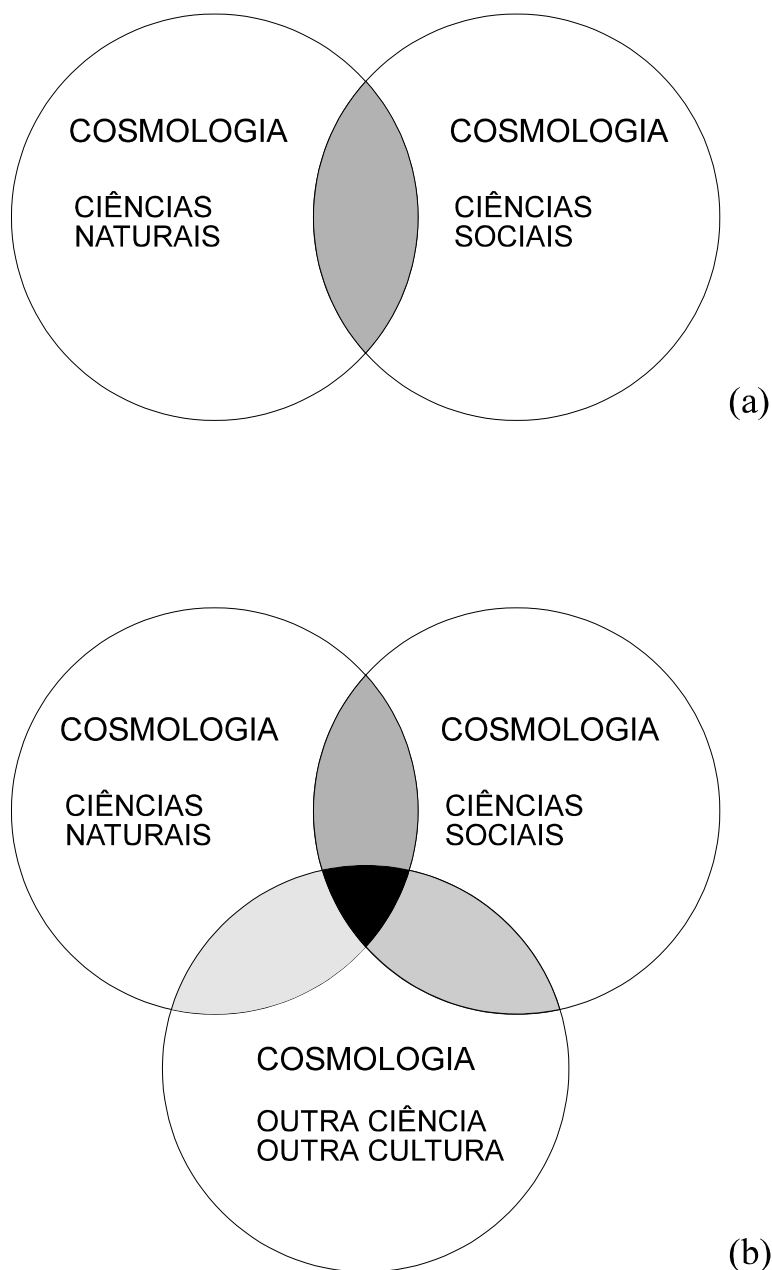 COSMOLOGIA
CIÊNCIAS
NATURAIS
COSMOLOGIA
CIÊNCIAS
SOCIAIS
(a)
COSMOLOGIA
CIÊNCIAS
NATURAIS
COSMOLOGIA
CIÊNCIAS
SOCIAIS
COSMOLOGIA
OUTRA CIÊNCIA
OUTRA CULTURA
(b)